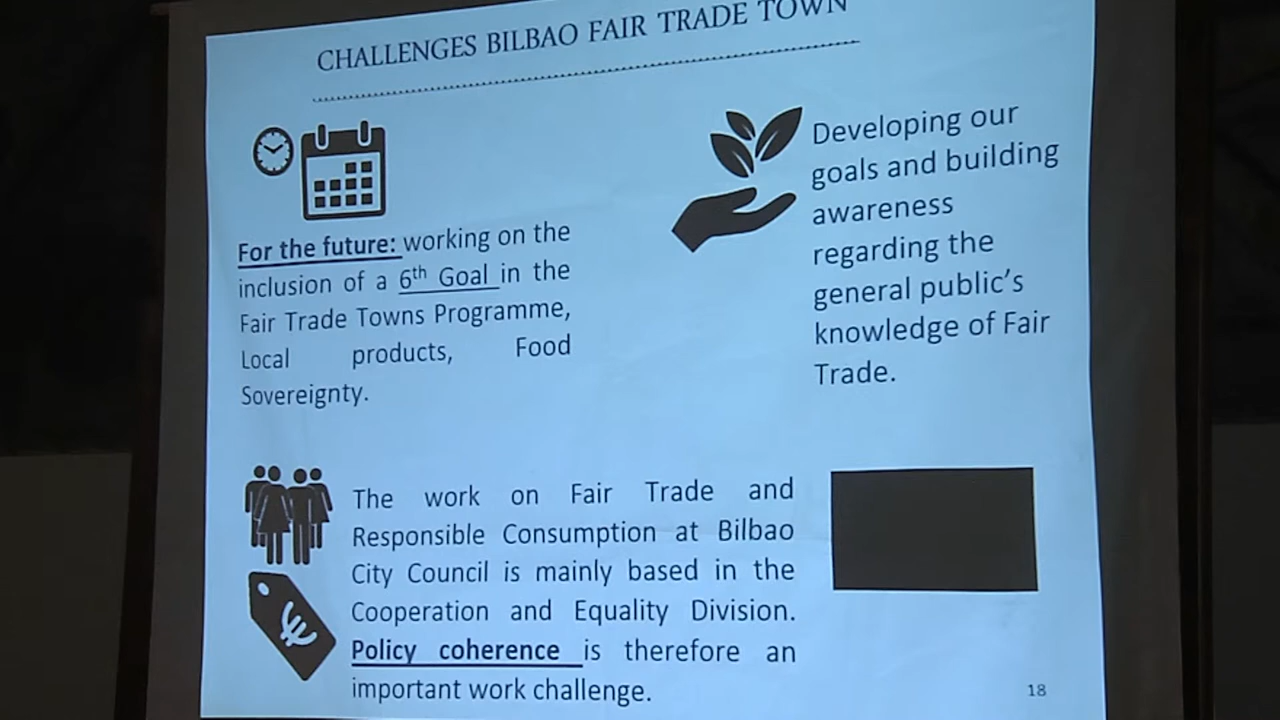 CHALLENGES BILBAO FAIR TRADE TOWN
For the future: working on the
inclusion of a 6th Goal in the
Fair Trade Towns Programme,
Local products, Food
Sovereignty.
Developing our
goals and building
awareness
regarding the
general public's
knowledge of Fair
Trade.
The work on Fair Trade and
Responsible Consumption at Bilbao
City Council is mainly based in the
Cooperation and Equality Division.
Policy coherence is therefore an
important work challenge.
€
18